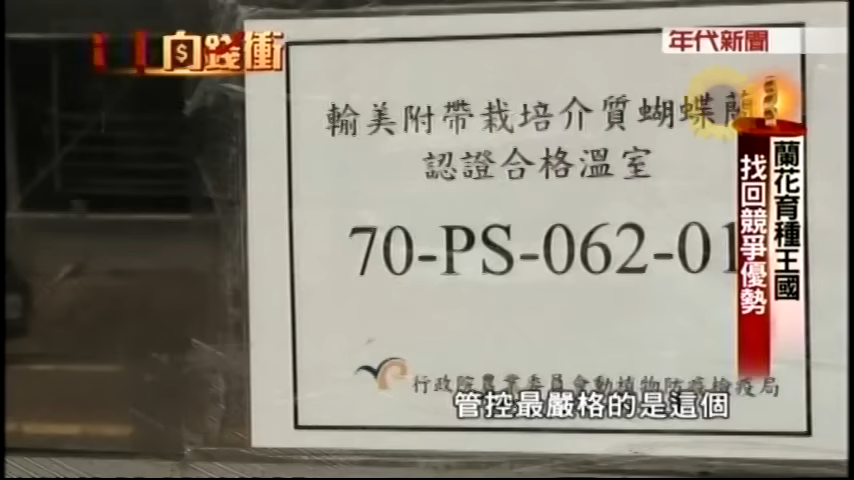 向錢衝
年代新聞
輸美附帶栽培介質蝴蝶蘭
認證合格溫室
70-PS-062-01
行政院農業委員會動植物防疫檢疫局
管控最嚴格的是這個
蘭花育種王國
找回競爭優勢